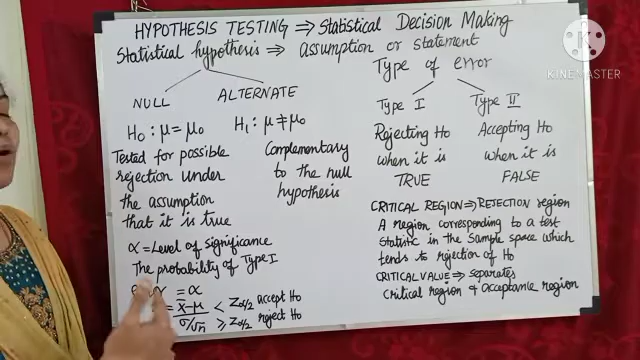 HYPOTHESIS TESTING ⇒ Statistical Decision Making
Statistical hypothesis ⇒ assumption or statement
NULL
H₀ : μ = μ₀
Tested for possible
rejection under
the assumption
that it is true
ALTERNATE
H₁ : μ ≠ μ₀
Complementary
to the null
hypothesis
α = Level of significance
The probability of Type I
= α
= x̄-μ
σ/√n
< Zα/2 accept H₀
≥ Zα/2 reject H₀
Type of error
Type I
Rejecting H₀
when it is
TRUE
Type II
Accepting H₀
when it is
FALSE
CRITICAL REGION ⇒ REJECTION region
A region corresponding to a test
statistic in the sample space which
tends to rejection of H₀
CRITICAL VALUE ⇒ separates
critical region & acceptance region
KINEMASTER